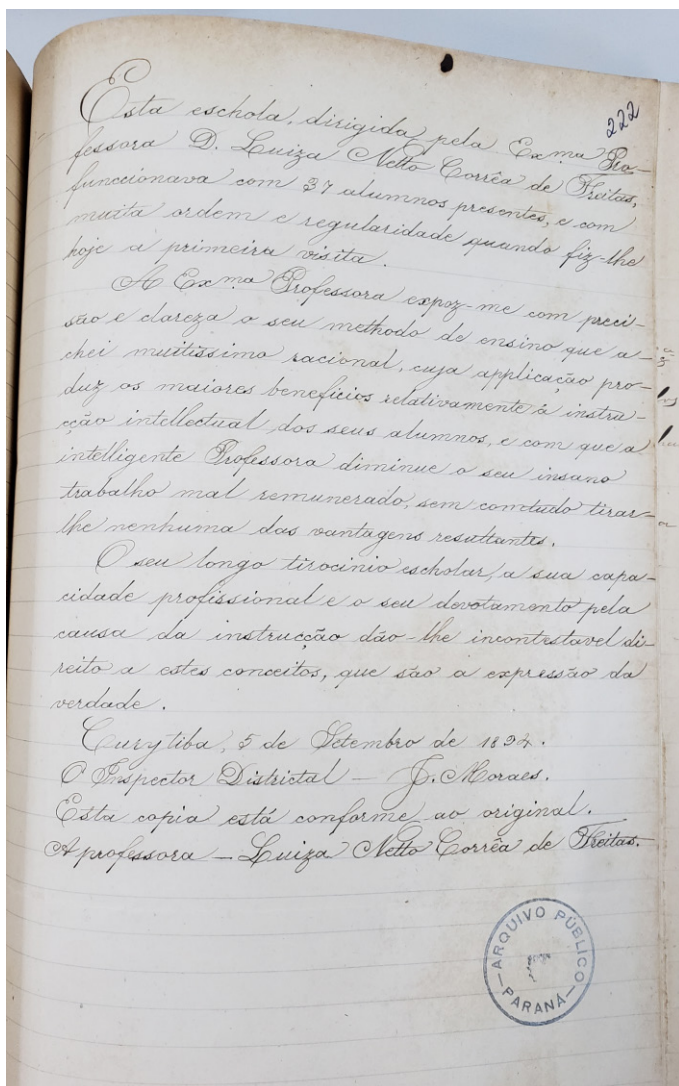 222
Esta eschola, dirigida pela Exma Pro-
fessora D. Luiza Netto Corrêa de Freitas,
funccionava com 37 alumnos presentes, e com
muita ordem e regularidade quando fiz-lhe
hoje a primeira visita.
A Exma Professora expoz-me com preci-
são e clareza o seu methodo de ensino que a-
chei muitissimo racional, cuja applicação pro-
duz os maiores beneficios relativamente á instru-
cção intellectual dos seus alumnos, e com que a
intelligente Professora diminue o seu insano
trabalho mal remunerado, sem comtudo tirar-
lhe nenhuma das vantagens resultantes.
O seu longo tirocinio escholar, a sua capa-
cidade profissional e o seu devotamento pela
causa da instrucção dão-lhe incontestavel di-
reito a estes conceitos, que são a expressão da
verdade.
Curytiba, 5 de Setembro de 1894.
O Inspector Districtal — J. Moraes.
Esta copia está conforme ao original.
A professora — Luiza Netto Corrêa de Freitas.
ARQUIVO PÚBLICO
PARANÁ